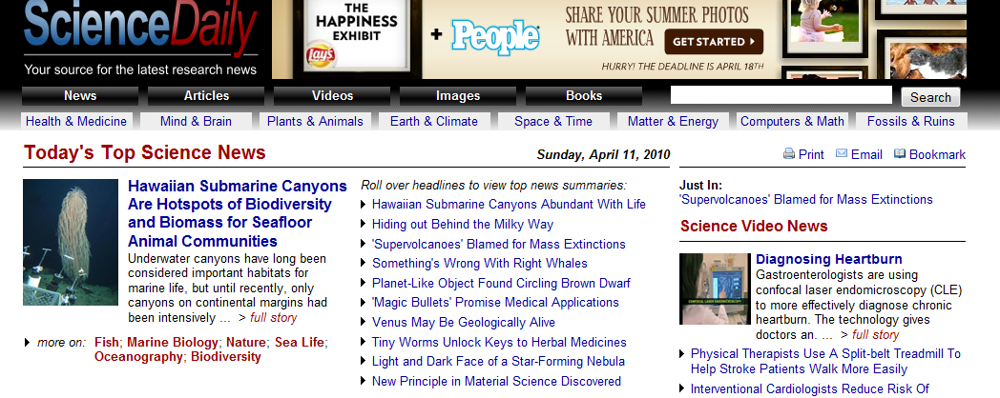 ScienceDaily
Your source for the latest research news
THE
HAPPINESS
EXHIBIT
Lay's
+ People
SHARE YOUR SUMMER PHOTOS
WITH AMERICA
GET STARTED
HURRY! THE DEADLINE IS APRIL 18TH
News Articles Videos Images Books Search
Health & Medicine Mind & Brain Plants & Animals Earth & Climate Space & Time Matter & Energy Computers & Math Fossils & Ruins
Today's Top Science News
Sunday, April 11, 2010
Print Email Bookmark
Hawaiian Submarine Canyons
Are Hotspots of Biodiversity
and Biomass for Seafloor
Animal Communities
Underwater canyons have long been
considered important habitats for
marine life, but until recently, only
canyons on continental margins had
been intensively ... > full story
more on: Fish; Marine Biology; Nature; Sea Life;
Oceanography; Biodiversity
Roll over headlines to view top news summaries:
Hawaiian Submarine Canyons Abundant With Life
Hiding out Behind the Milky Way
'Supervolcanoes' Blamed for Mass Extinctions
Something's Wrong With Right Whales
Planet-Like Object Found Circling Brown Dwarf
'Magic Bullets' Promise Medical Applications
Venus May Be Geologically Alive
Tiny Worms Unlock Keys to Herbal Medicines
Light and Dark Face of a Star-Forming Nebula
New Principle in Material Science Discovered
Just In:
'Supervolcanoes' Blamed for Mass Extinctions
Science Video News
CONFOCAL LASER ENDOMICROSCOPY
Diagnosing Heartburn
Gastroenterologists are using
confocal laser endomicroscopy (CLE)
to more effectively diagnose chronic
heartburn. The technology gives
doctors an. ... > full story
Physical Therapists Use A Split-belt Treadmill To
Help Stroke Patients Walk More Easily
Interventional Cardiologists Reduce Risk Of